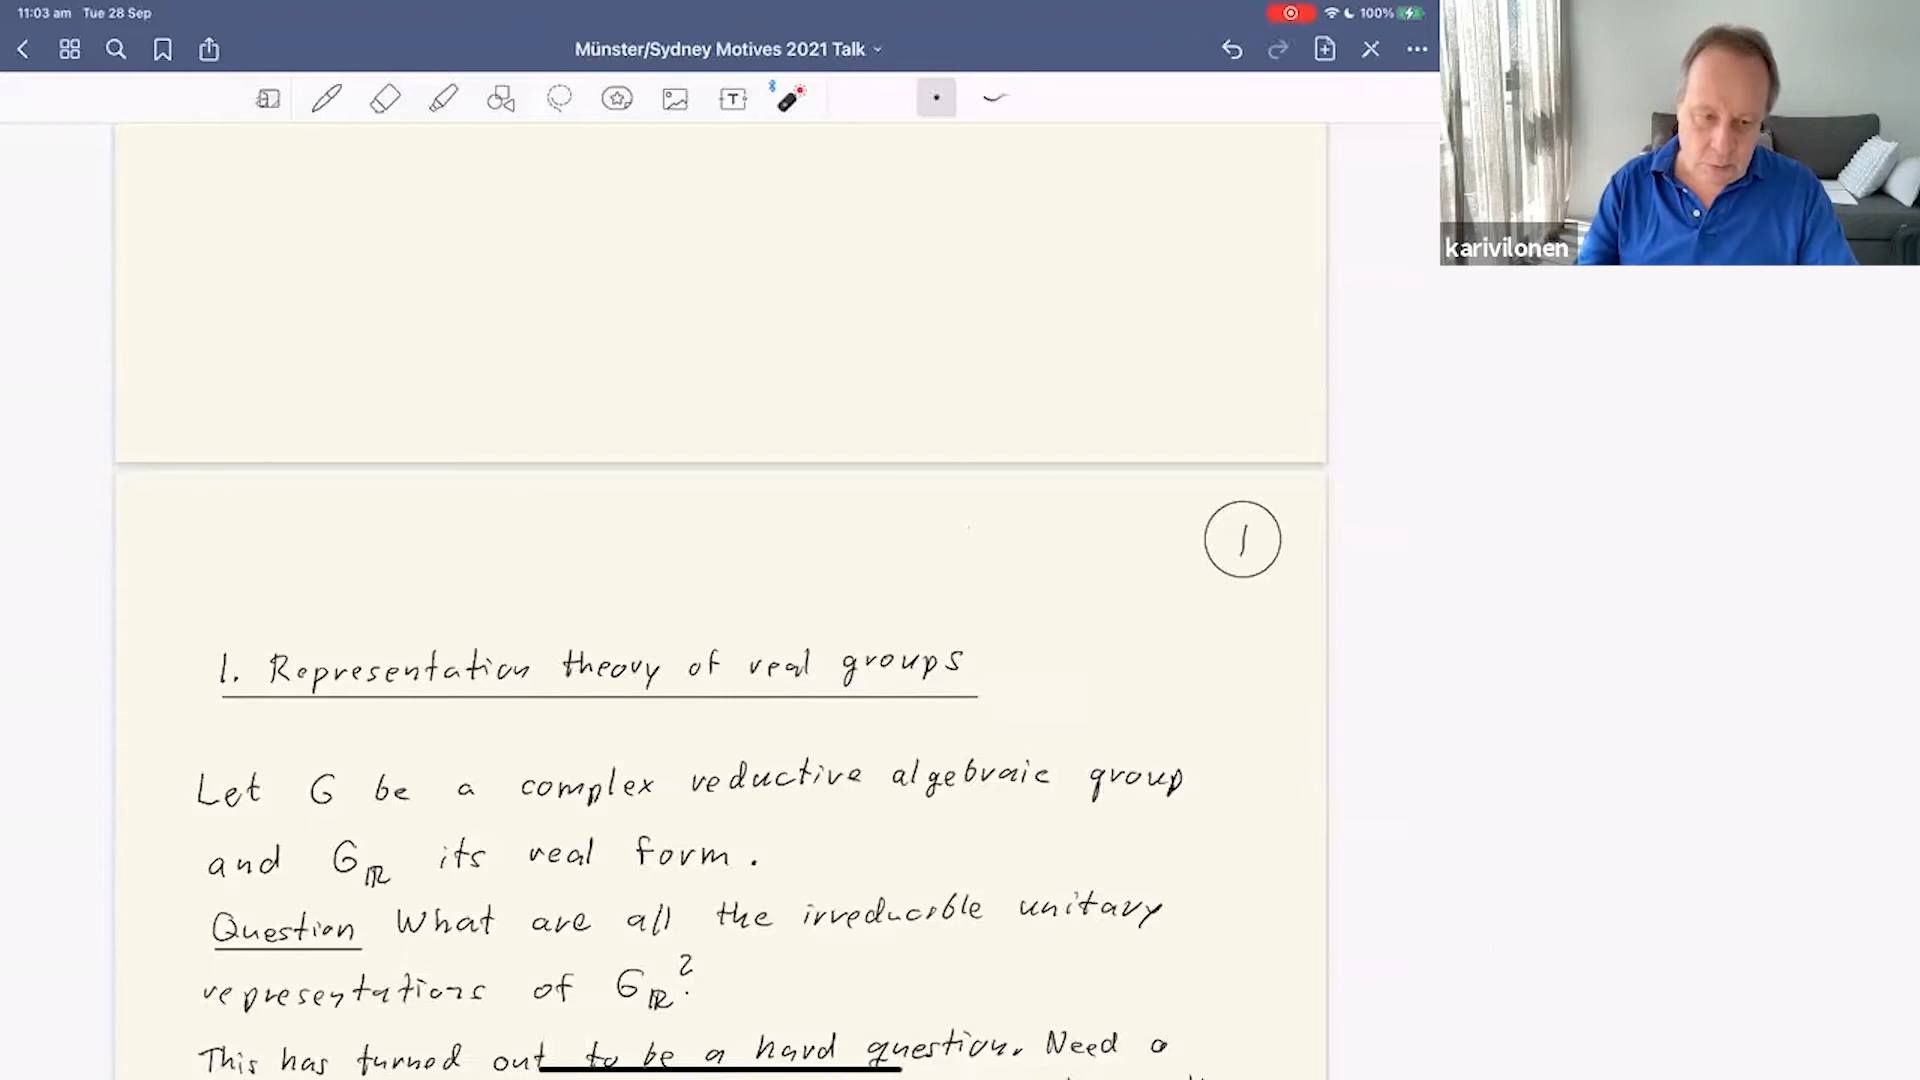 11:03 am Tue 28 Sep
100%
Münster/Sydney Motives 2021 Talk
T
karivilonen
1
1. Representation theory of real groups
Let G be a complex reductive algebraic group
and G_ℝ its real form.
Question What are all the irreducible unitary
representations of G_ℝ?
This has turned out to be a hard question. Need a